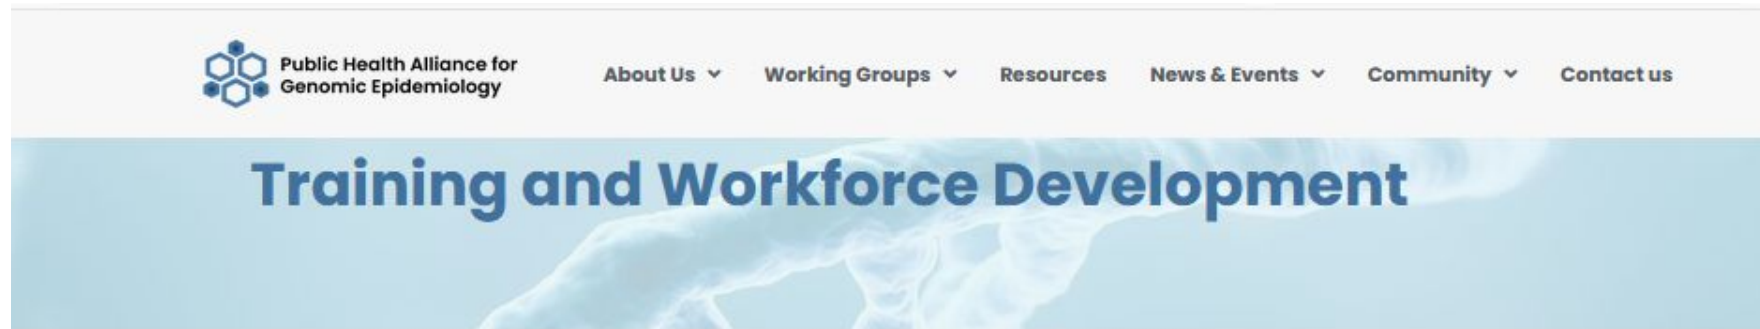 Public Health Alliance for
Genomic Epidemiology
About Us Working Groups Resources News & Events Community Contact us
Training and Workforce Development